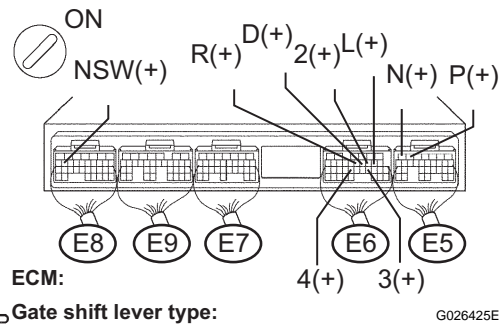 ON
NSW(+)
R(+) D(+) 2(+) L(+) N(+) P(+)
E8 E9 E7 E6 E5
ECM: 4(+) 3(+)
Gate shift lever type: G026425E